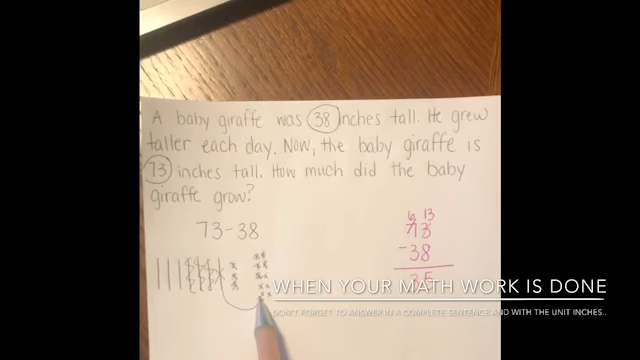 A baby giraffe was 38 inches tall. He grew
taller each day. Now, the baby giraffe is
73 inches tall. How much did the baby
giraffe grow?
73-38
6 13
73
-38
35
WHEN YOUR MATH WORK IS DONE
DON'T FORGET TO ANSWER IN A COMPLETE SENTENCE AND WITH THE UNIT INCHES..